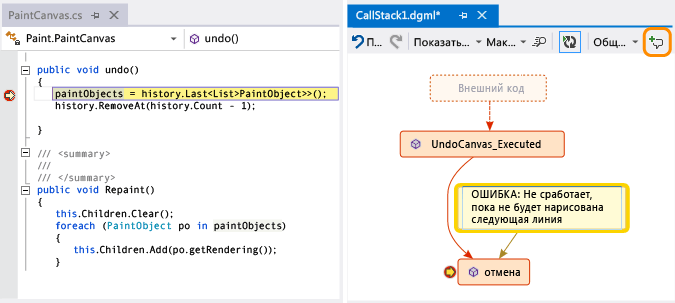 PaintCanvas.cs
Paint.PaintCanvas
undo()
public void undo()
{
paintObjects = history.Last<List>PaintObject>>();
history.RemoveAt(history.Count - 1);
}
/// <summary>
///
/// </summary>
public void Repaint()
{
this.Children.Clear();
foreach (PaintObject po in paintObjects)
{
this.Children.Add(po.getRendering());
}
CallStack1.dgml*
П...
Показать...
Мак...
Общ...
Внешний код
UndoCanvas_Executed
ОШИБКА: Не сработает,
пока не будет нарисована
следующая линия
отмена